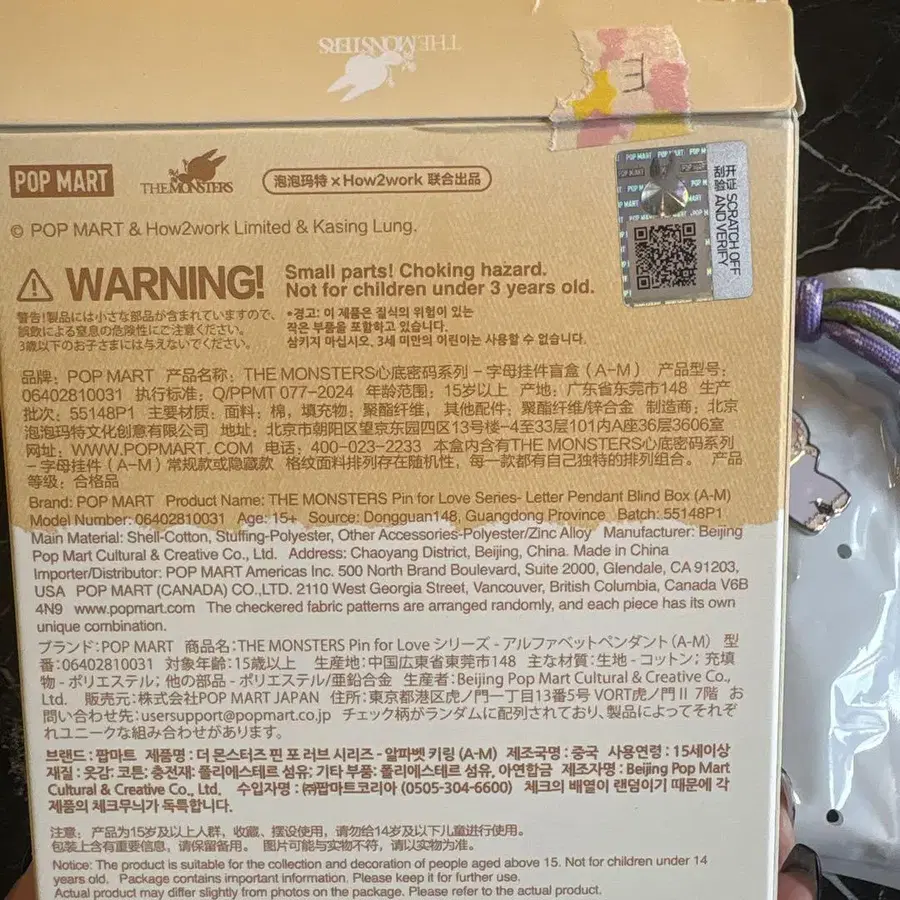 THE MONSTERS
E
POP MART
THE MONSTERS
泡泡玛特 × How2work 联合出品
POP MART
刮开验证 SCRATCH OFF AND VERIFY
© POP MART & How2work Limited & Kasing Lung.
WARNING!
Small parts! Choking hazard.
Not for children under 3 years old.
警告!製品には小さな部品が含まれていますので、
誤飲による窒息の危険性にご注意ください。
3歳以下のお子さまには与えないでください。
*경고: 이 제품은 질식의 위험이 있는
작은 부품을 포함하고 있습니다.
삼키지 마십시오. 3세 미만의 어린이는 사용할 수 없습니다.
品牌：POP MART 产品名称：THE MONSTERS心底密码系列－字母挂件盲盒（A-M） 产品型号：
06402810031 执行标准：Q/PPMT 077-2024 年龄范围：15岁以上 产地：广东省东莞市148 生产
批次：55148P1 主要材质：面料：棉，填充物：聚酯纤维，其他配件：聚酯纤维/锌合金 制造商：北京
泡泡玛特文化创意有限公司 地址：北京市朝阳区望京东园四区13号楼-4至33层101内A座36层3606室
网址：WWW.POPMART.COM 电话：400-023-2233 本盒内含有THE MONSTERS心底密码系列
－字母挂件（A-M）常规款或隐藏款 格纹面料排列存在随机性，每一款都有自己独特的排列组合。 产品
等级：合格品
Brand: POP MART Product Name: THE MONSTERS Pin for Love Series- Letter Pendant Blind Box (A-M)
Model Number: 06402810031 Age: 15+ Source: Dongguan148, Guangdong Province Batch: 55148P1
Main Material: Shell-Cotton, Stuffing-Polyester, Other Accessories-Polyester/Zinc Alloy Manufacturer: Beijing
Pop Mart Cultural & Creative Co., Ltd. Address: Chaoyang District, Beijing, China. Made in China
Importer/Distributor: POP MART Americas Inc. 500 North Brand Boulevard, Suite 2000, Glendale, CA 91203,
USA POP MART (CANADA) CO.,LTD. 2110 West Georgia Street, Vancouver, British Columbia, Canada V6B
4N9 www.popmart.com The checkered fabric patterns are arranged randomly, and each piece has its own
unique combination.
ブランド：POP MART 商品名：THE MONSTERS Pin for Love シリーズ - アルファベットペンダント（A-M） 型
番：06402810031 対象年齢：15歳以上 生産地：中国広東省東莞市148 主な材質：生地 - コットン；充填
物 - ポリエステル；他の部品 - ポリエステル/亜鉛合金 生産者：Beijing Pop Mart Cultural & Creative Co.,
Ltd. 販売元：株式会社POP MART JAPAN 住所：東京都港区虎ノ門一丁目13番5号 VORT虎ノ門Ⅱ 7階 お
問い合わせ先：usersupport@popmart.co.jp チェック柄がランダムに配列されており、製品によってそれぞ
れユニークな組み合わせがあります。
브랜드 : 팝마트 제품명 : 더 몬스터즈 핀 포 러브 시리즈 - 알파벳 키링 (A-M) 제조국명 : 중국 사용연령 : 15세이상
재질 : 옷감: 코튼; 충전재: 폴리에스테르 섬유; 기타 부품: 폴리에스테르 섬유, 아연합금 제조자명 : Beijing Pop Mart
Cultural & Creative Co., Ltd. 수입자명 : ㈜팝마트코리아 (0505-304-6600) 체크의 배열이 랜덤이기 때문에 각
제품의 체크무늬가 독특합니다.
注意：产品为15岁及以上人群，收藏、摆设使用，请勿给14岁及以下儿童进行使用。
包装上含有重要信息，请保留备用。 图片可能与实物不符，请以实物为准。
Notice: The product is suitable for the collection and decoration of people aged above 15. Not for children under 14
years old. Package contains important information. Please keep it for further use.
Actual product may differ slightly from photos on the package. Please refer to the actual product.